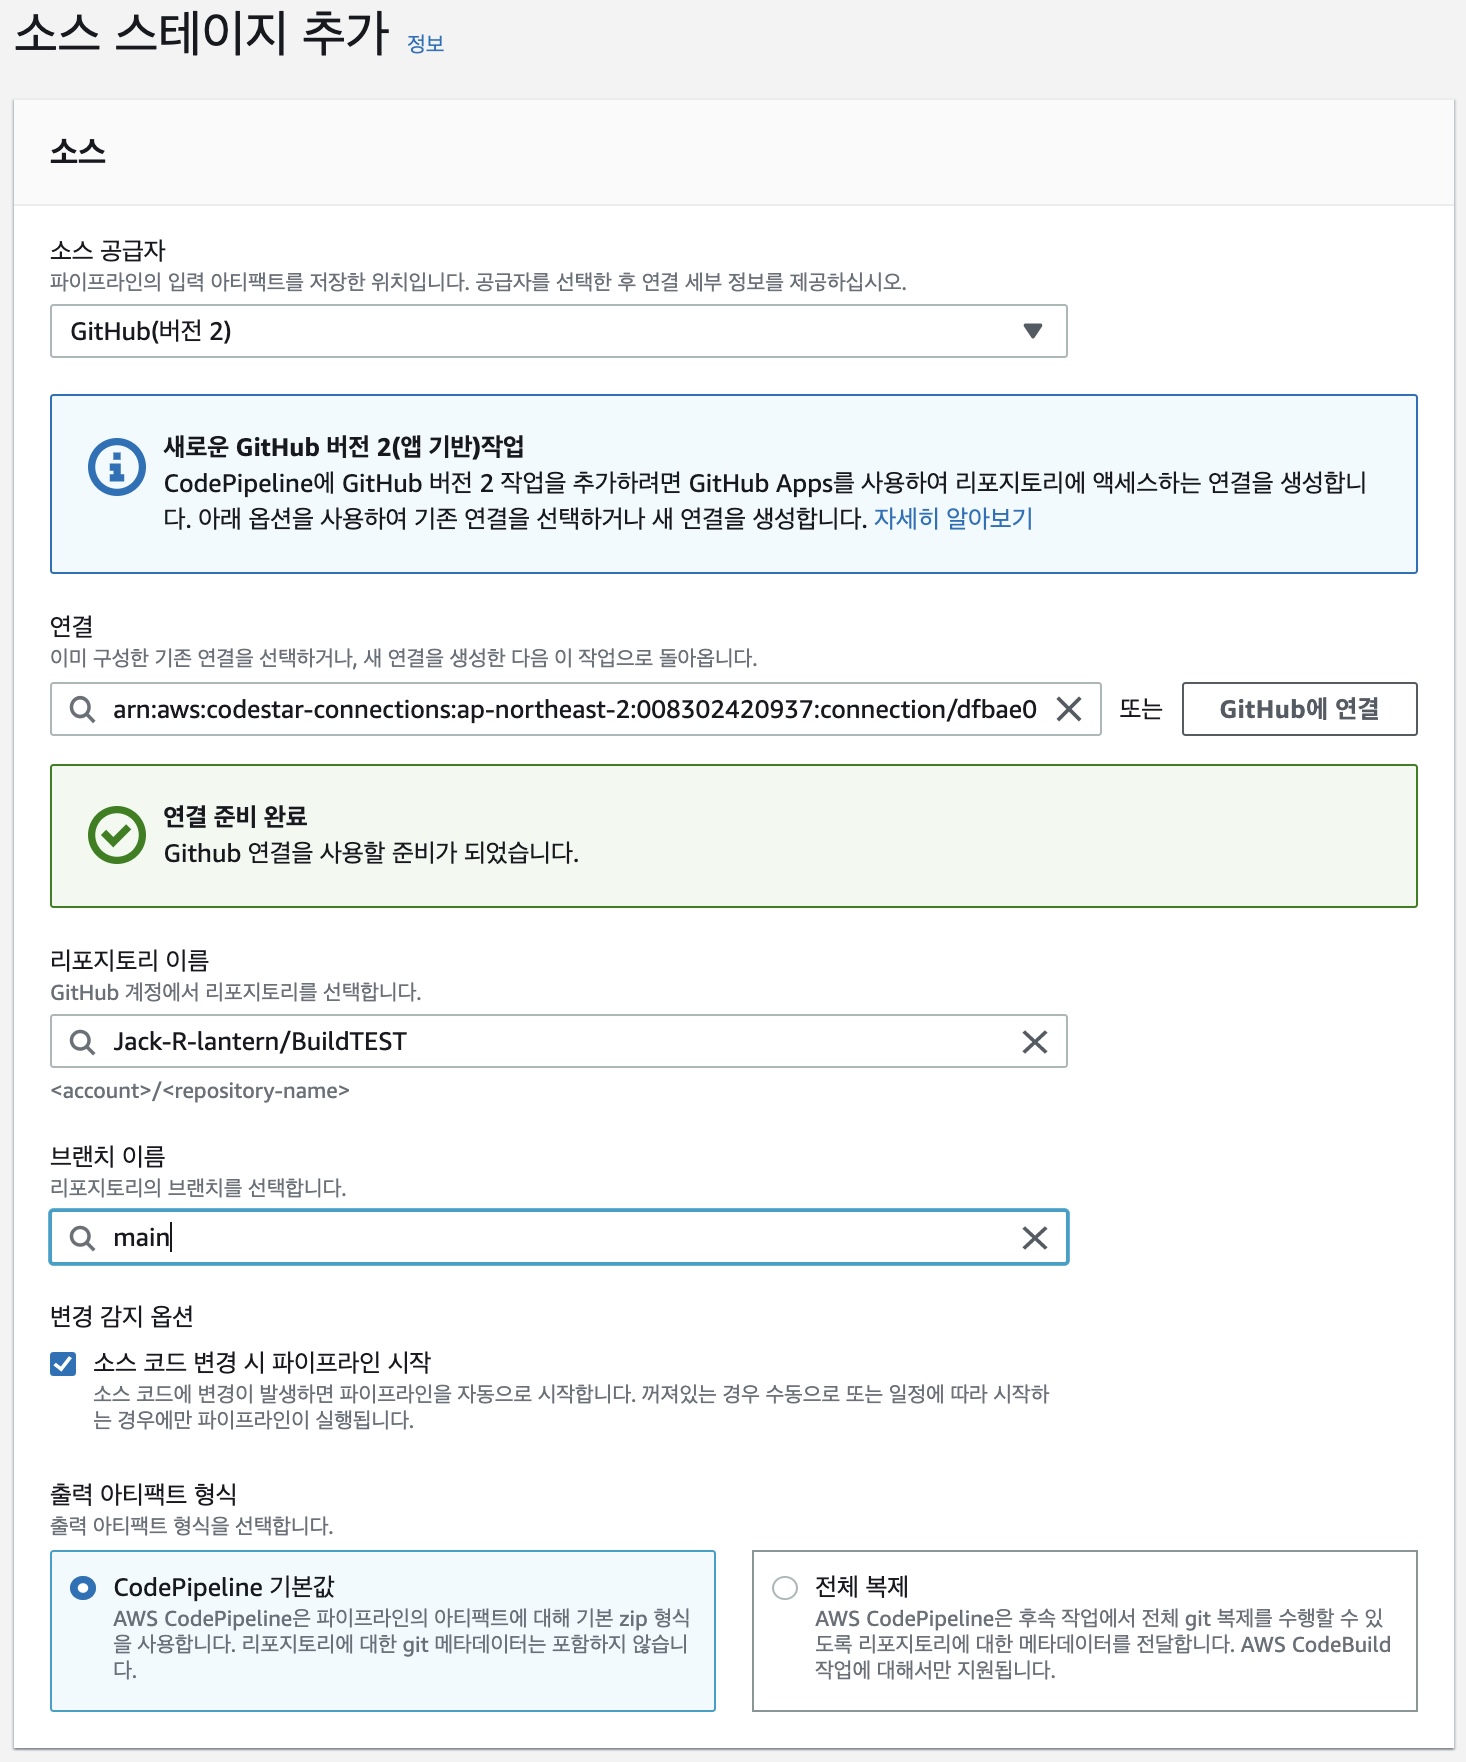 소스 스테이지 추가 정보
소스
소스 공급자
파이프라인의 입력 아티팩트를 저장한 위치입니다. 공급자를 선택한 후 연결 세부 정보를 제공하십시오.
GitHub(버전 2)
새로운 GitHub 버전 2(앱 기반)작업
CodePipeline에 GitHub 버전 2 작업을 추가하려면 GitHub Apps를 사용하여 리포지토리에 액세스하는 연결을 생성합니
다. 아래 옵션을 사용하여 기존 연결을 선택하거나 새 연결을 생성합니다. 자세히 알아보기
연결
이미 구성한 기존 연결을 선택하거나, 새 연결을 생성한 다음 이 작업으로 돌아옵니다.
arn:aws:codestar-connections:ap-northeast-2:008302420937:connection/dfbae0 또는 GitHub에 연결
연결 준비 완료
Github 연결을 사용할 준비가 되었습니다.
리포지토리 이름
GitHub 계정에서 리포지토리를 선택합니다.
Jack-R-lantern/BuildTEST
<account>/<repository-name>
브랜치 이름
리포지토리의 브랜치를 선택합니다.
main
변경 감지 옵션
소스 코드 변경 시 파이프라인 시작
소스 코드에 변경이 발생하면 파이프라인을 자동으로 시작합니다. 꺼져있는 경우 수동으로 또는 일정에 따라 시작하
는 경우에만 파이프라인이 실행됩니다.
출력 아티팩트 형식
출력 아티팩트 형식을 선택합니다.
CodePipeline 기본값
AWS CodePipeline은 파이프라인의 아티팩트에 대해 기본 zip 형식
을 사용합니다. 리포지토리에 대한 git 메타데이터는 포함하지 않습니
다.
전체 복제
AWS CodePipeline은 후속 작업에서 전체 git 복제를 수행할 수 있
도록 리포지토리에 대한 메타데이터를 전달합니다. AWS CodeBuild
작업에 대해서만 지원됩니다.